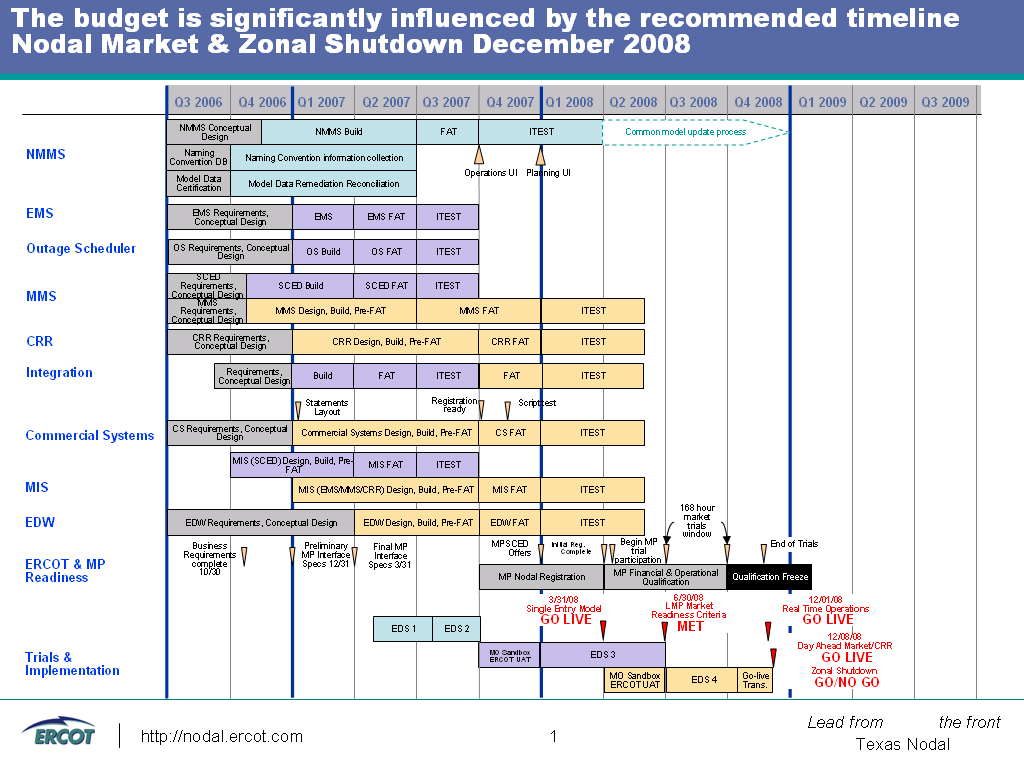 The budget is significantly influenced by the recommended timeline
Nodal Market & Zonal Shutdown December 2008
Q3 2006 Q4 2006 Q1 2007 Q2 2007 Q3 2007 Q4 2007 Q1 2008 Q2 2008 Q3 2008 Q4 2008 Q1 2009 Q2 2009 Q3 2009
NMMS
NMMS Conceptual
Design
NMMS Build
FAT
ITEST
Common model update process
Naming
Convention DB
Naming Convention information collection
Model Data
Certification
Model Data Remediation Reconciliation
Operations UI
Planning UI
EMS
EMS Requirements,
Conceptual Design
EMS
EMS FAT
ITEST
Outage Scheduler
OS Requirements, Conceptual
Design
OS Build
OS FAT
ITEST
MMS
SCED
Requirements,
Conceptual Design
SCED Build
SCED FAT
ITEST
MMS
Requirements,
Conceptual Design
MMS Design, Build, Pre-FAT
MMS FAT
ITEST
CRR
CRR Requirements,
Conceptual Design
CRR Design, Build, Pre-FAT
CRR FAT
ITEST
Integration
Requirements,
Conceptual Design
Build
FAT
ITEST
FAT
ITEST
Statements
Layout
Registration
ready
Script test
Commercial Systems
CS Requirements, Conceptual
Design
Commercial Systems Design, Build, Pre-FAT
CS FAT
ITEST
MIS (SCED) Design, Build, Pre-
FAT
MIS FAT
ITEST
MIS
MIS (EMS/MMS/CRR) Design, Build, Pre-FAT
MIS FAT
ITEST
EDW
EDW Requirements, Conceptual Design
EDW Design, Build, Pre-FAT
EDW FAT
ITEST
168 hour
market
trials
window
ERCOT & MP
Readiness
Business
Requirements
complete
10/30
Preliminary
MP Interface
Specs 12/31
Final MP
Interface
Specs 3/31
MP SCED
Offers
Initial Reg.
Complete
Begin MP
trial
participation
End of Trials
MP Nodal Registration
MP Financial & Operational
Qualification
Qualification Freeze
3/31/08
Single Entry Model
GO LIVE
6/30/08
LMP Market
Readiness Criteria
MET
12/01/08
Real Time Operations
GO LIVE
12/08/08
Day Ahead Market/CRR
GO LIVE
Zonal Shutdown
GO/NO GO
Trials &
Implementation
EDS 1
EDS 2
MO Sandbox
ERCOT UAT
EDS 3
MO Sandbox
ERCOT UAT
EDS 4
Go-live
Trans.
ERCOT
http://nodal.ercot.com
1
Lead from the front
Texas Nodal